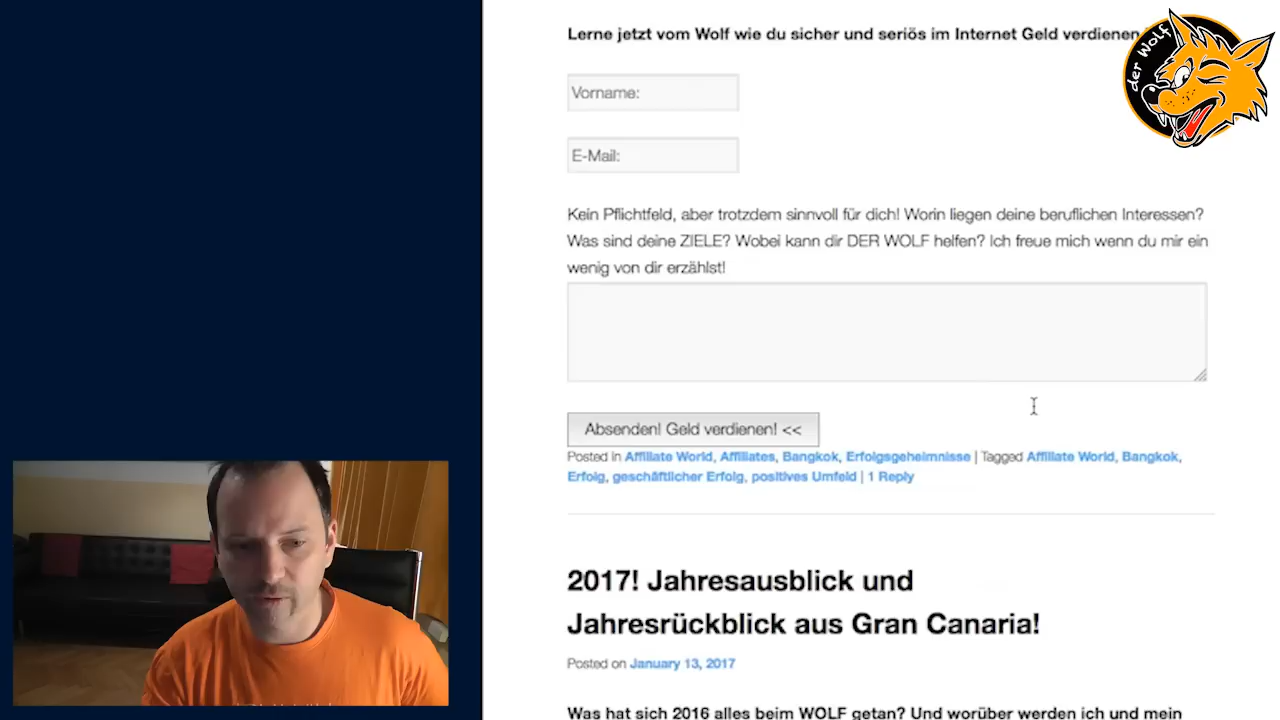 Lerne jetzt vom Wolf wie du sicher und seriös im Internet Geld verdienen
der Wolf
Vorname:
E-Mail:
Kein Pflichtfeld, aber trotzdem sinnvoll für dich! Worin liegen deine beruflichen Interessen?
Was sind deine ZIELE? Wobei kann dir DER WOLF helfen? Ich freue mich wenn du mir ein
wenig von dir erzählst!
Absenden! Geld verdienen! <<
Posted in Affiliate World, Affiliates, Bangkok, Erfolgsgeheimnisse | Tagged Affiliate World, Bangkok,
Erfolg, geschäftlicher Erfolg, positives Umfeld | 1 Reply
2017! Jahresausblick und
Jahresrückblick aus Gran Canaria!
Posted on January 13, 2017
Was hat sich 2016 alles beim WOLF getan? Und worüber werden ich und mein